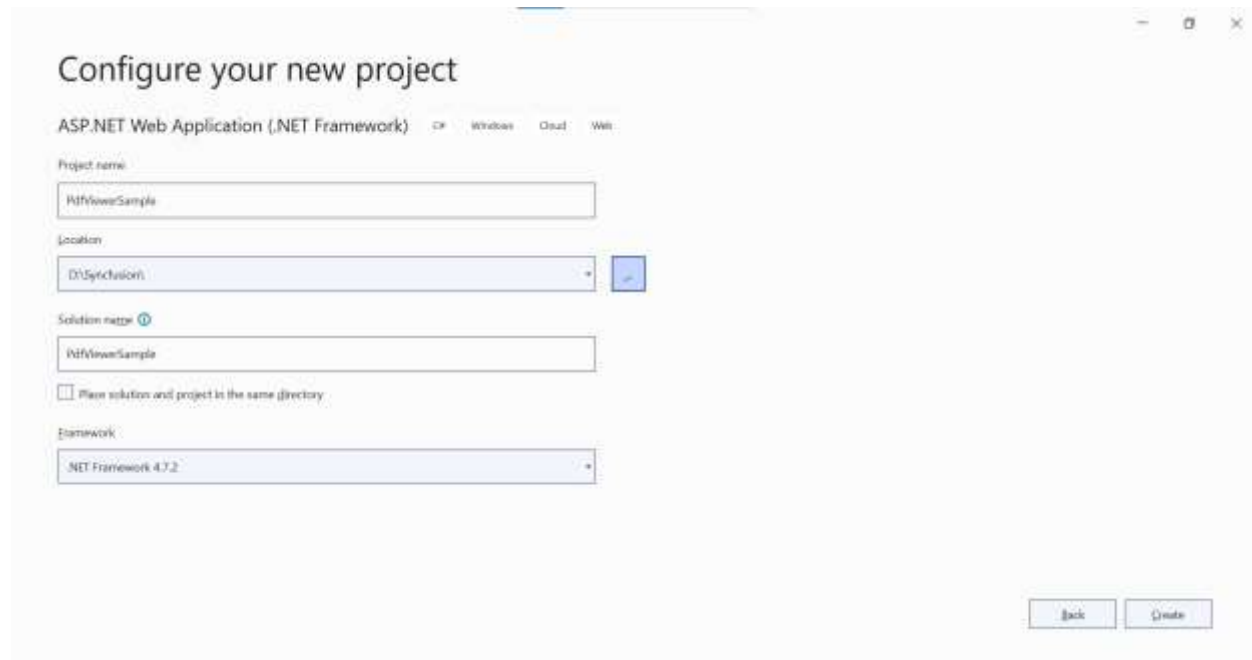 Configure your new project
ASP.NET Web Application (.NET Framework) C# Windows Cloud Web
Project name
PdfViewerSample
Location
D:\Syncfusion\
...
Solution name
PdfViewerSample
Place solution and project in the same directory
Framework
.NET Framework 4.7.2
Back Create